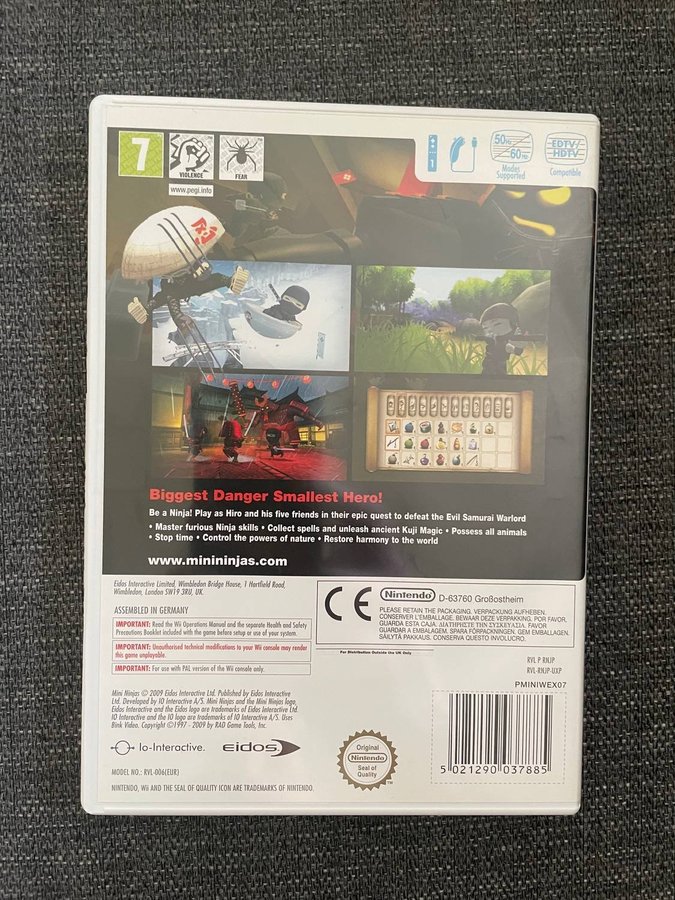 7
VIOLENCE
FEAR
www.pegi.info
1
50Hz
60Hz
Modes
Supported
EDTV/
HDTV
Compatible
Biggest Danger Smallest Hero!
Be a Ninja! Play as Hiro and his five friends in their epic quest to defeat the Evil Samurai Warlord
• Master furious Ninja skills • Collect spells and unleash ancient Kuji Magic • Possess all animals
• Stop time • Control the powers of nature • Restore harmony to the world
www.minininjas.com
Eidos Interactive Limited, Wimbledon Bridge House, 1 Hartfield Road,
Wimbledon, London SW19 3RU, UK.
ASSEMBLED IN GERMANY
IMPORTANT: Read the Wii Operations Manual and the separate Health and Safety
Precautions Booklet included with the game before setup or use of your system.
IMPORTANT: Unauthorised technical modifications to your Wii console may render
this game unplayable.
IMPORTANT: For use with PAL version of the Wii console only.
CE
Nintendo
D-63760 Großostheim
PLEASE RETAIN THE PACKAGING. VERPACKUNG AUFHEBEN.
CONSERVER L'EMBALLAGE. BEWAAR DEZE VERPAKKING. POR FAVOR,
GUARDA ESTA CAJA. ΔΙΑΤΗΡΗΣΤΕ ΤΗΝ ΣΥΣΚΕΥΑΣΙΑ. FAVOR
GUARDAR A EMBALAGEM. SPARA FÖRPACKNINGEN. GEM EMBALLAGEN.
SÄILYTÄ PAKKAUS. CONSERVA QUESTO INVOLUCRO.
For Distribution Outside the UK Only
RVL P RNJP
RVL-RNJP-UXP
PMINIWEX07
Mini Ninjas © 2009 Eidos Interactive Ltd. Published by Eidos Interactive
Ltd. Developed by IO Interactive A/S. Mini Ninjas and the Mini Ninjas logo,
Eidos Interactive and the Eidos logo are trademarks of Eidos Interactive Ltd.
IO Interactive and the IO logo are trademarks of IO Interactive A/S. Uses
Bink Video. Copyright ©1997 - 2009 by RAD Game Tools, Inc.
Io-Interactive.
eidos
Original
Nintendo
Seal of
Quality
5 021290 037885
MODEL NO.: RVL-006(EUR)
NINTENDO, Wii AND THE SEAL OF QUALITY ICON ARE TRADEMARKS OF NINTENDO.